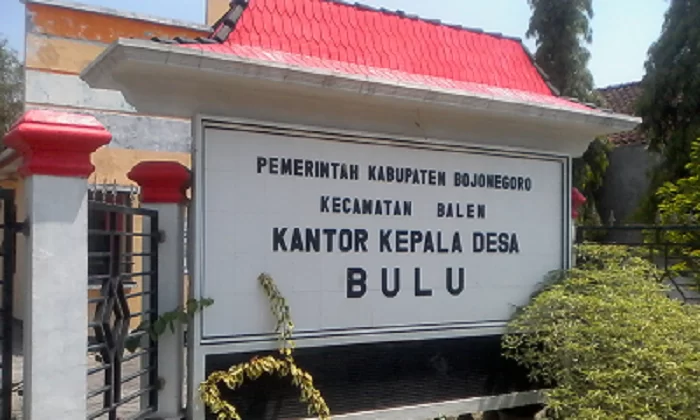 PEMERINTAH KABUPATEN BOJONEGORO
KECAMATAN BALEN
KANTOR KEPALA DESA
BULU